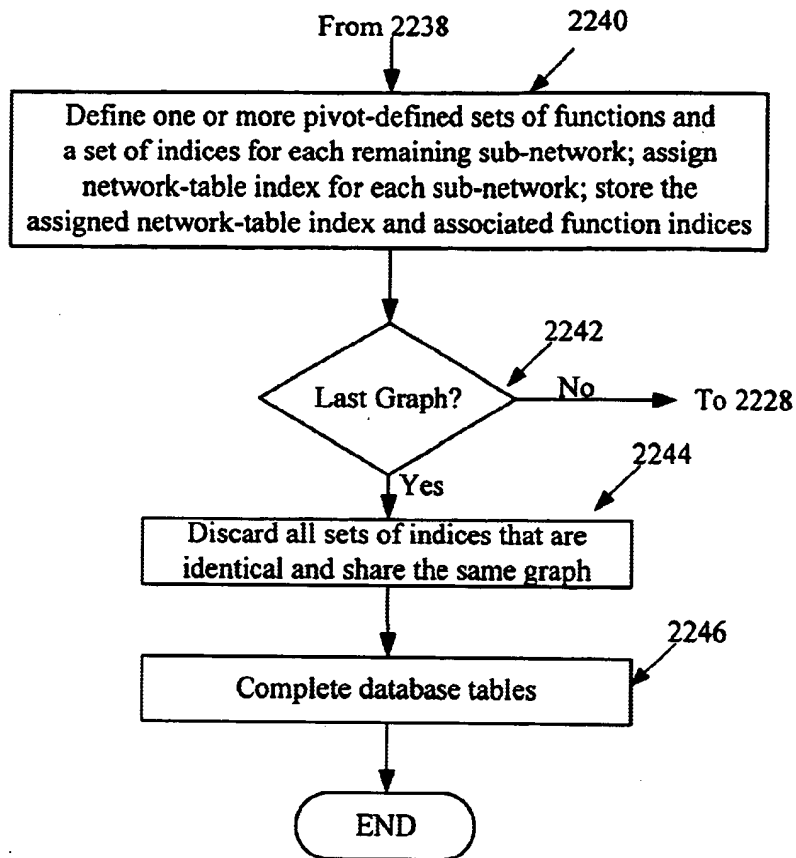 From 2238
2240
Define one or more pivot-defined sets of functions and
a set of indices for each remaining sub-network; assign
network-table index for each sub-network; store the
assigned network-table index and associated function indices
2242
Last Graph?
No
To 2228
Yes
2244
Discard all sets of indices that are
identical and share the same graph
2246
Complete database tables
END